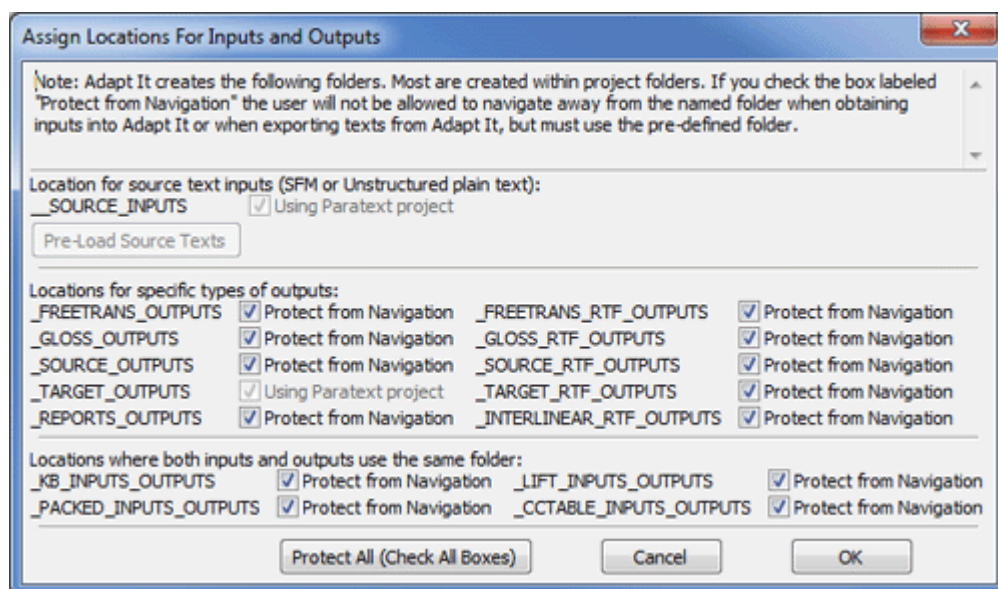 Assign Locations For Inputs and Outputs
Note: Adapt It creates the following folders. Most are created within project folders. If you check the box labeled
"Protect from Navigation" the user will not be allowed to navigate away from the named folder when obtaining
inputs into Adapt It or when exporting texts from Adapt It, but must use the pre-defined folder.
Location for source text inputs (SFM or Unstructured plain text):
__SOURCE_INPUTS Using Paratext project
Pre-Load Source Texts
Locations for specific types of outputs:
_FREETRANS_OUTPUTS Protect from Navigation _FREETRANS_RTF_OUTPUTS Protect from Navigation
_GLOSS_OUTPUTS Protect from Navigation _GLOSS_RTF_OUTPUTS Protect from Navigation
_SOURCE_OUTPUTS Protect from Navigation _SOURCE_RTF_OUTPUTS Protect from Navigation
_TARGET_OUTPUTS Using Paratext project _TARGET_RTF_OUTPUTS Protect from Navigation
_REPORTS_OUTPUTS Protect from Navigation _INTERLINEAR_RTF_OUTPUTS Protect from Navigation
Locations where both inputs and outputs use the same folder:
_KB_INPUTS_OUTPUTS Protect from Navigation _LIFT_INPUTS_OUTPUTS Protect from Navigation
_PACKED_INPUTS_OUTPUTS Protect from Navigation _CCTABLE_INPUTS_OUTPUTS Protect from Navigation
Protect All (Check All Boxes) Cancel OK